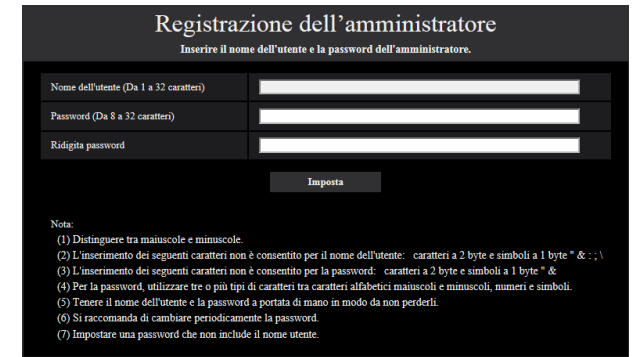 Registrazione dell’amministratore
Inserire il nome dell'utente e la password dell'amministratore.
Nome dell'utente (Da 1 a 32 caratteri)
Password (Da 8 a 32 caratteri)
Ridigita password
Imposta
Nota:
(1) Distinguere tra maiuscole e minuscole.
(2) L'inserimento dei seguenti caratteri non è consentito per il nome dell'utente: caratteri a 2 byte e simboli a 1 byte " & : ; \
(3) L'inserimento dei seguenti caratteri non è consentito per la password: caratteri a 2 byte e simboli a 1 byte " &
(4) Per la password, utilizzare tre o più tipi di caratteri tra caratteri alfabetici maiuscoli e minuscoli, numeri e simboli.
(5) Tenere il nome dell'utente e la password a portata di mano in modo da non perderli.
(6) Si raccomanda di cambiare periodicamente la password.
(7) Impostare una password che non include il nome utente.